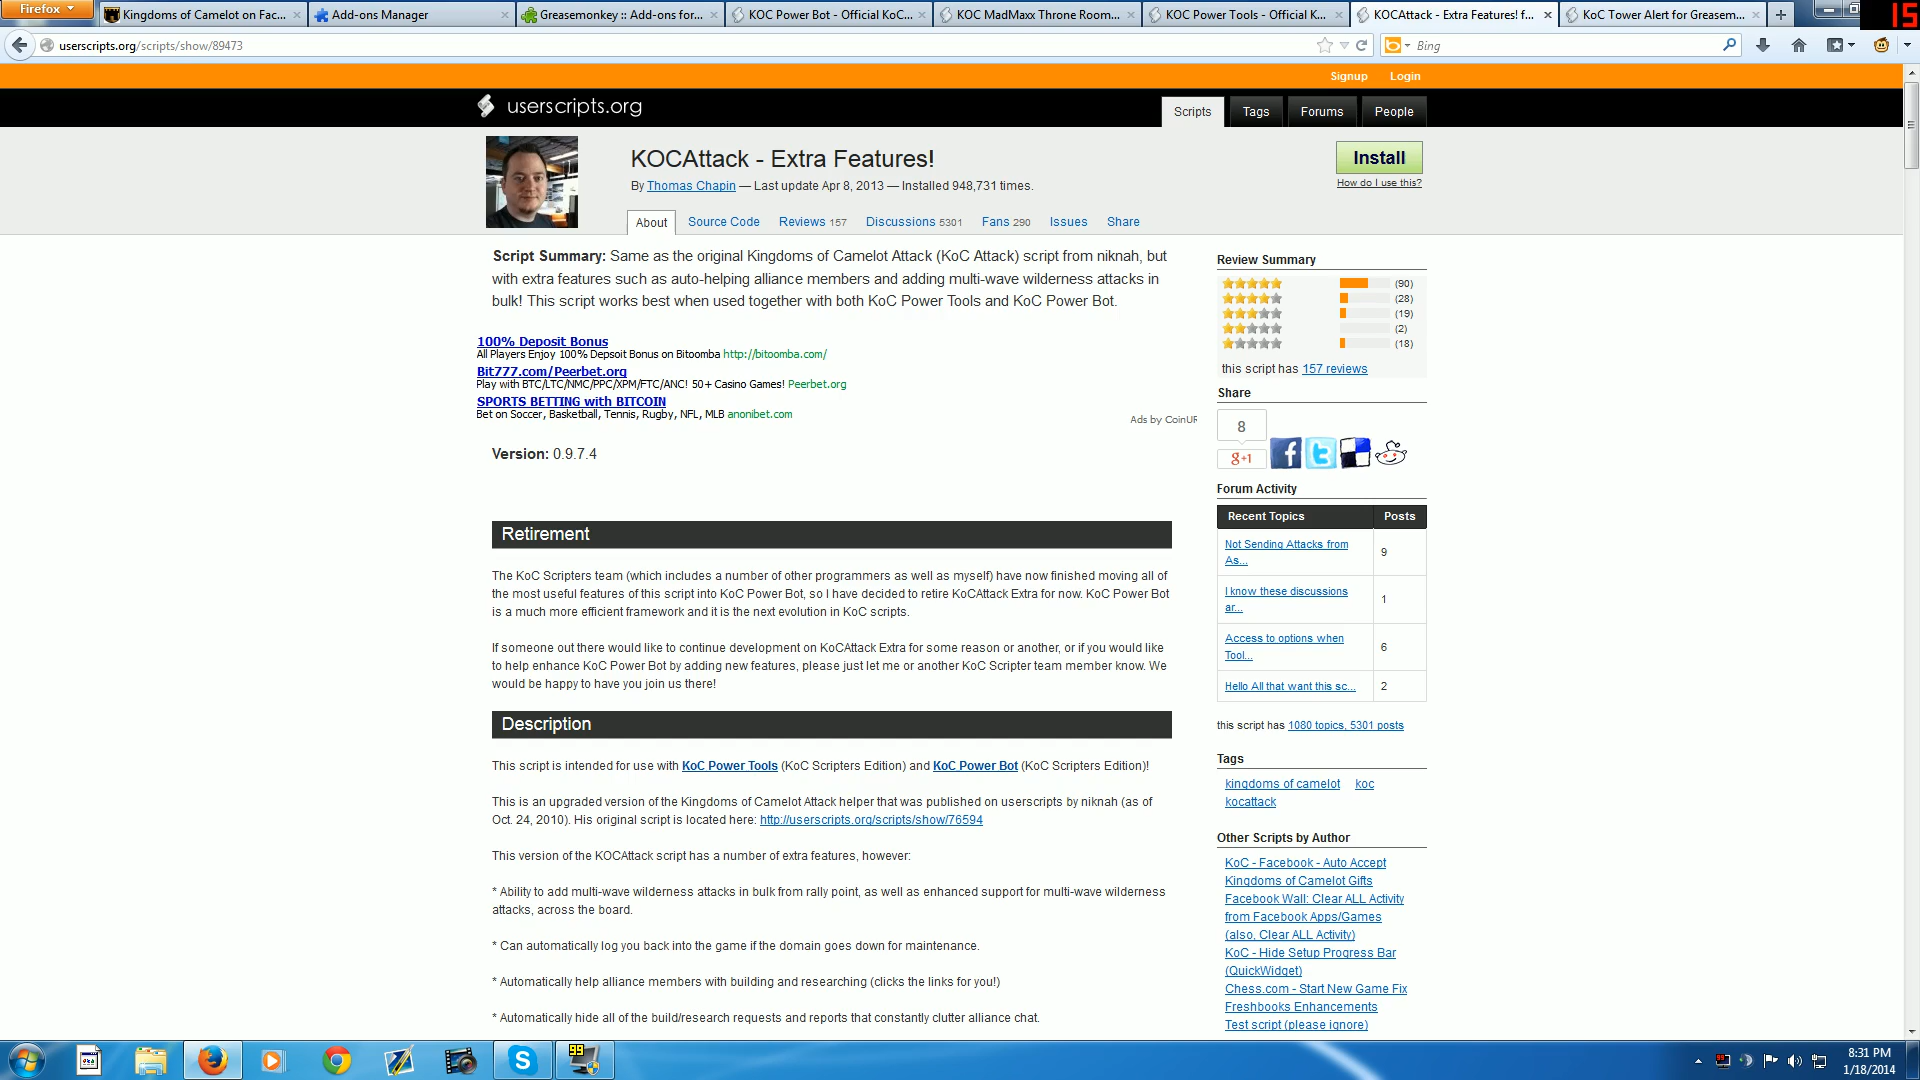 Firefox
Kingdoms of Camelot on Fac...
Add-ons Manager
Greasemonkey :: Add-ons for...
KOC Power Bot - Official KoC...
KOC MadMaxx Throne Room...
KOC Power Tools - Official K...
KOCAttack - Extra Features! f...
KoC Tower Alert for Greasem...
15
userscripts.org/scripts/show/89473
Bing
Signup Login
userscripts.org
Scripts Tags Forums People
KOCAttack - Extra Features!
By Thomas Chapin — Last update Apr 8, 2013 — Installed 948,731 times.
Install
How do I use this?
About Source Code Reviews 157 Discussions 5301 Fans 290 Issues Share
Script Summary: Same as the original Kingdoms of Camelot Attack (KoC Attack) script from niknah, but
with extra features such as auto-helping alliance members and adding multi-wave wilderness attacks in
bulk! This script works best when used together with both KoC Power Tools and KoC Power Bot.
100% Deposit Bonus
All Players Enjoy 100% Deposit Bonus on Bitoomba http://bitoomba.com/
Bit777.com/Peerbet.org
Play with BTC/LTC/NMC/PPC/XPM/FTC/ANC! 50+ Casino Games! Peerbet.org
SPORTS BETTING with BITCOIN
Bet on Soccer, Basketball, Tennis, Rugby, NFL, MLB anonibet.com
Ads by CoinUR
Version: 0.9.7.4
Retirement
The KoC Scripters team (which includes a number of other programmers as well as myself) have now finished moving all of
the most useful features of this script into KoC Power Bot, so I have decided to retire KoCAttack Extra for now. KoC Power Bot
is a much more efficient framework and it is the next evolution in KoC scripts.
If someone out there would like to continue development on KoCAttack Extra for some reason or another, or if you would like
to help enhance KoC Power Bot by adding new features, please just let me or another KoC Scripter team member know. We
would be happy to have you join us there!
Description
This script is intended for use with KoC Power Tools (KoC Scripters Edition) and KoC Power Bot (KoC Scripters Edition)!
This is an upgraded version of the Kingdoms of Camelot Attack helper that was published on userscripts by niknah (as of
Oct. 24, 2010). His original script is located here: http://userscripts.org/scripts/show/76594
This version of the KOCAttack script has a number of extra features, however:
* Ability to add multi-wave wilderness attacks in bulk from rally point, as well as enhanced support for multi-wave wilderness
attacks, across the board.
* Can automatically log you back into the game if the domain goes down for maintenance.
* Automatically help alliance members with building and researching (clicks the links for you!)
* Automatically hide all of the build/research requests and reports that constantly clutter alliance chat.
Review Summary
(90)
(28)
(19)
(2)
(18)
this script has 157 reviews
Share
8
g+1
Forum Activity
Recent Topics Posts
Not Sending Attacks from
As...
9
I know these discussions
ar...
1
Access to options when
Tool...
6
Hello All that want this sc... 2
this script has 1080 topics, 5301 posts
Tags
kingdoms of camelot koc
kocattack
Other Scripts by Author
KoC - Facebook - Auto Accept
Kingdoms of Camelot Gifts
Facebook Wall: Clear ALL Activity
from Facebook Apps/Games
(also, Clear ALL Activity)
KoC - Hide Setup Progress Bar
(QuickWidget)
Chess.com - Start New Game Fix
Freshbooks Enhancements
Test script (please ignore)
99
8:31 PM
1/18/2014